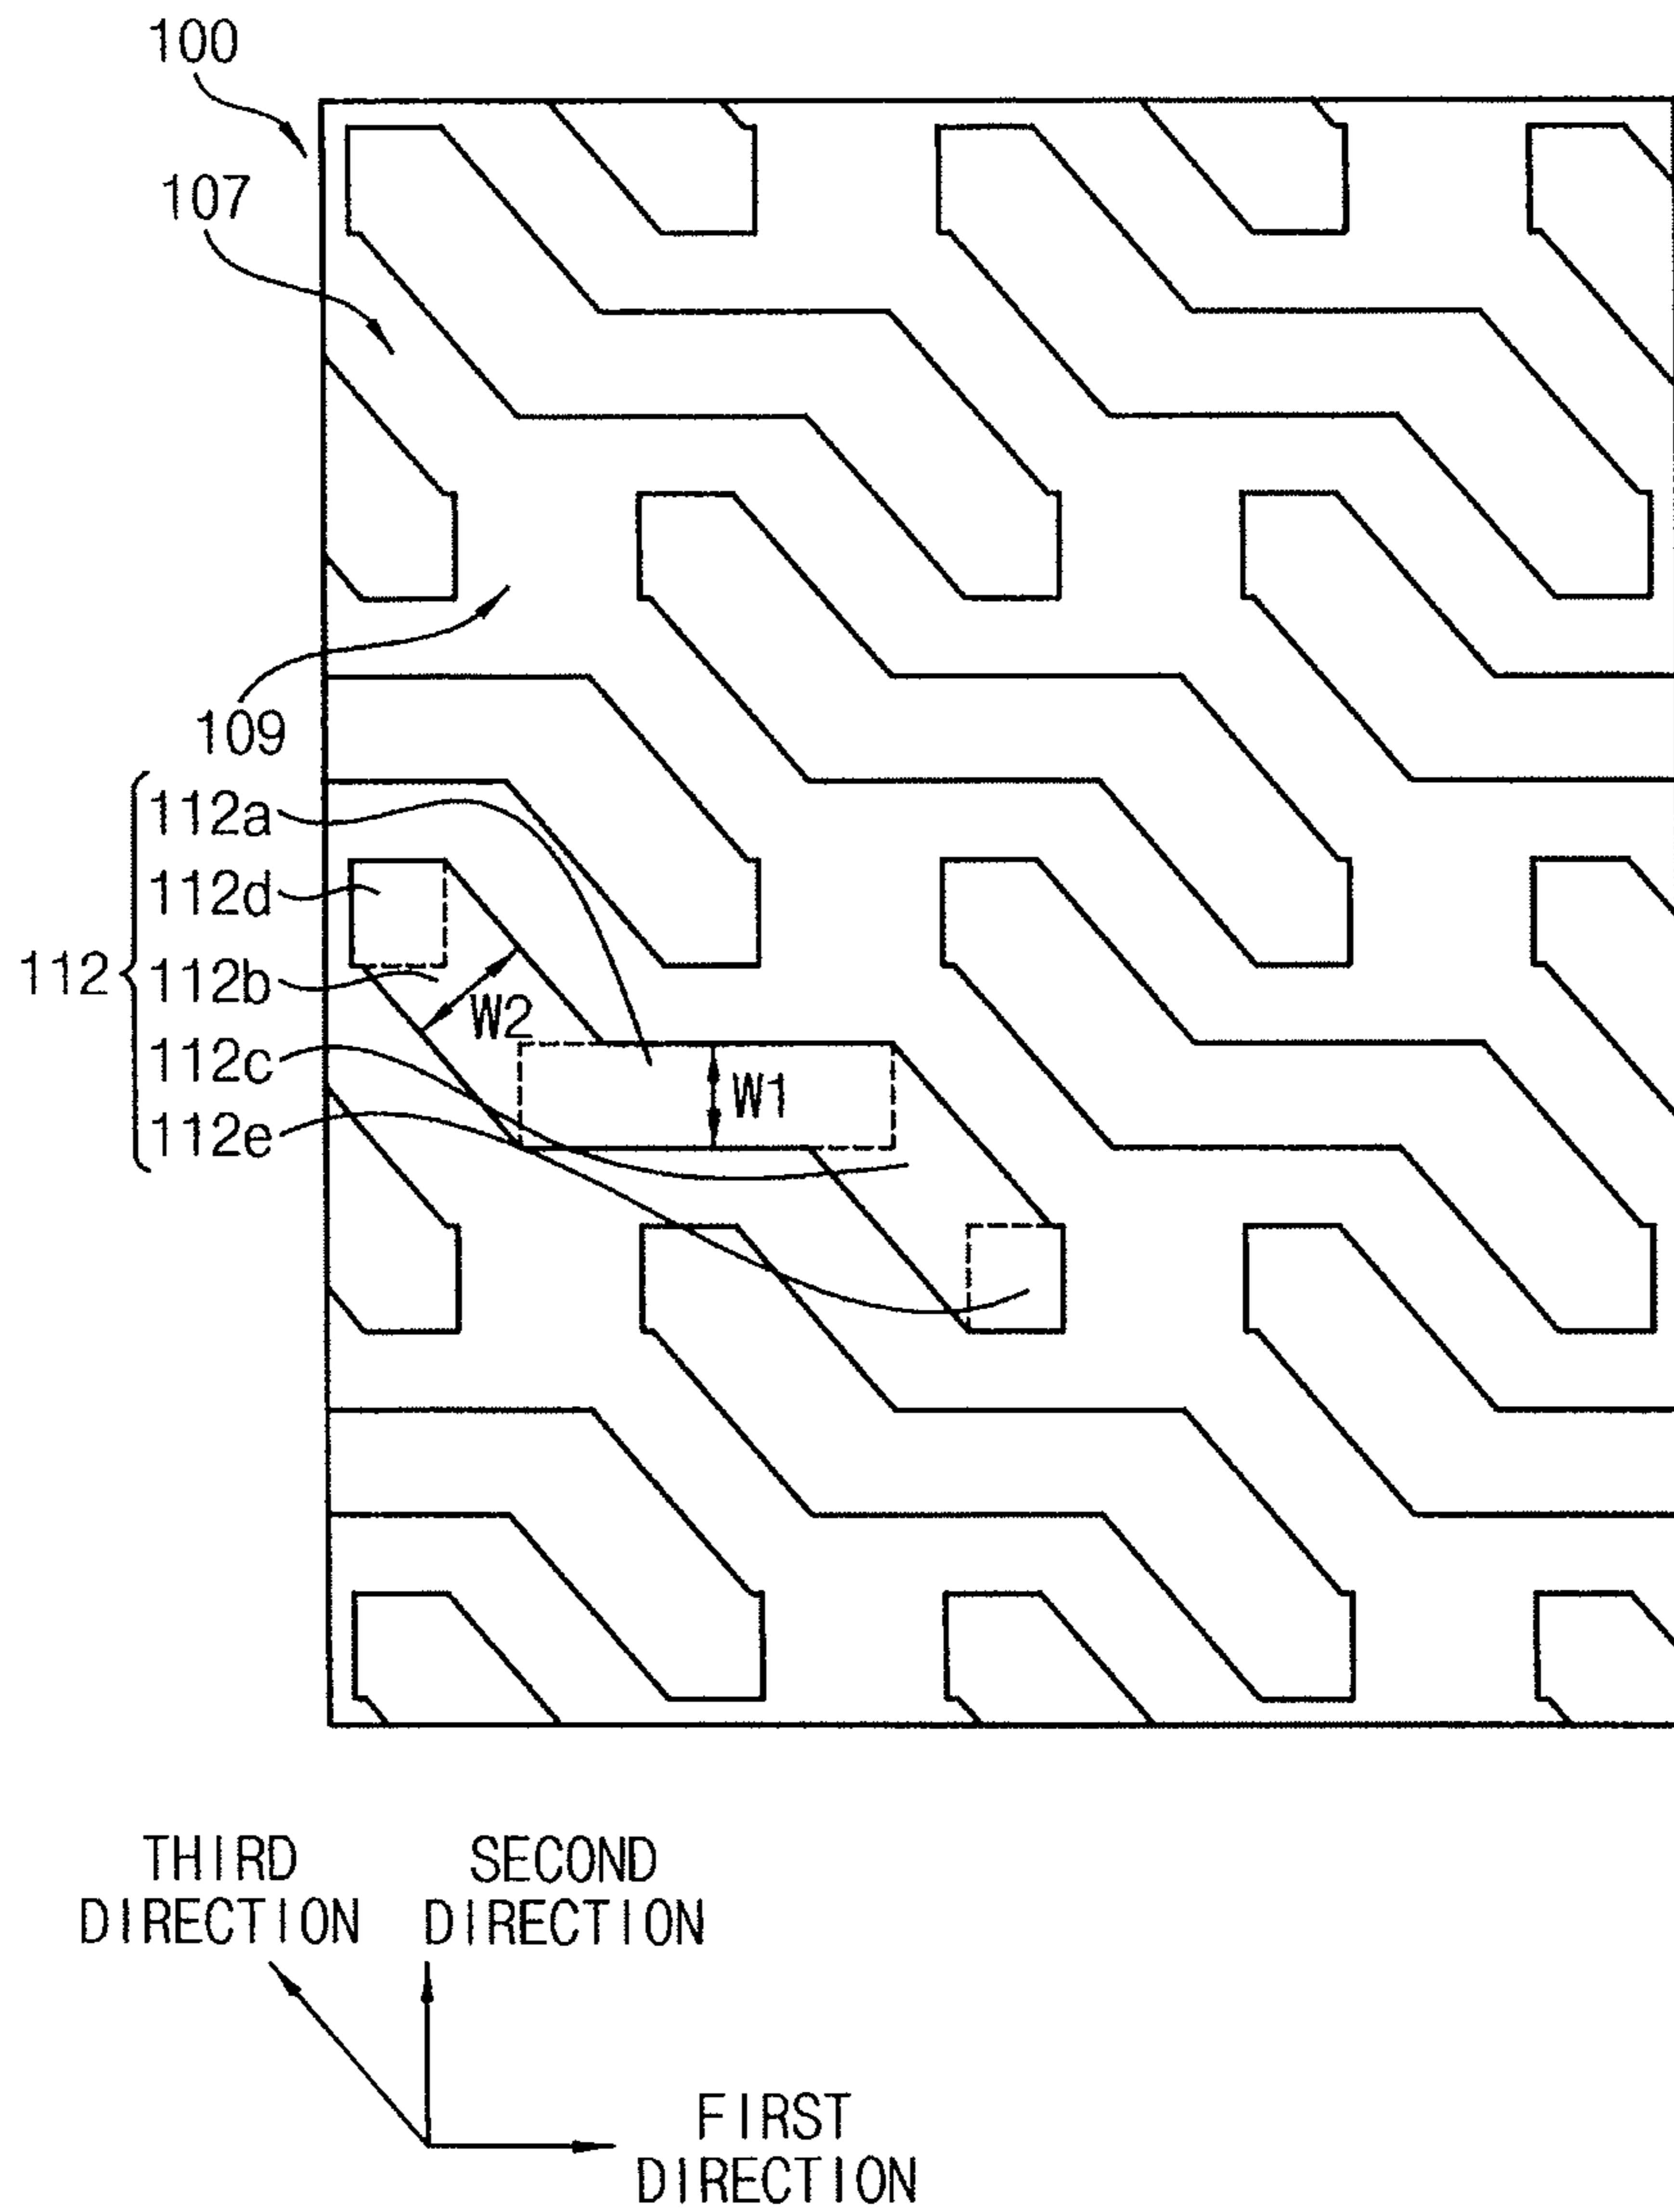 100
107
109
112a
112d
112
112b
W2
112c
W1
112e
THIRD
DIRECTION
SECOND
DIRECTION
FIRST
DIRECTION